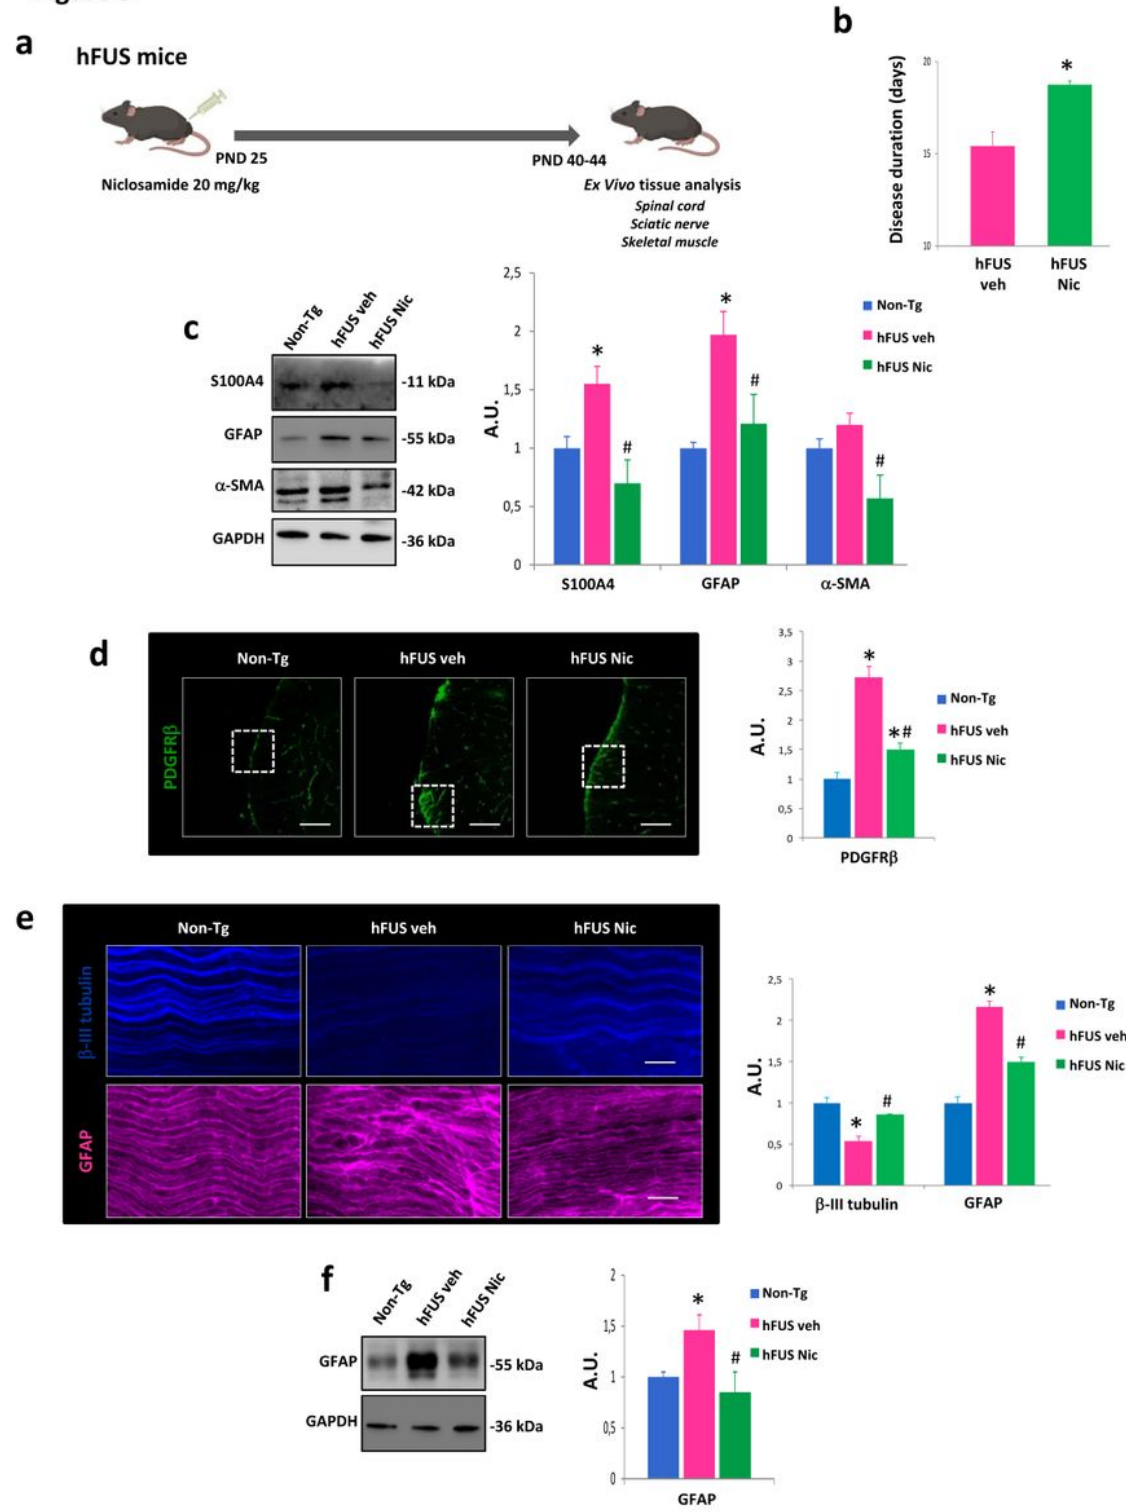 a
hFUS mice
PND 25
PND 40-44
Niclosamide 20 mg/kg
Ex Vivo tissue analysis
Spinal cord
Sciatic nerve
Skeletal muscle
b
Disease duration (days)
20
15
10
*
hFUS veh
hFUS Nic
c
Non-Tg
hFUS veh
hFUS Nic
S100A4
-11 kDa
GFAP
-55 kDa
α-SMA
-42 kDa
GAPDH
-36 kDa
A.U.
2,5
2
1,5
1
0,5
0
*
#
*
#
#
S100A4
GFAP
α-SMA
Non-Tg
hFUS veh
hFUS Nic
d
Non-Tg
hFUS veh
hFUS Nic
PDGFRβ
A.U.
3,5
3
2,5
2
1,5
1
0,5
0
*
*#
PDGFRβ
Non-Tg
hFUS veh
hFUS Nic
e
Non-Tg
hFUS veh
hFUS Nic
β-III tubulin
GFAP
A.U.
2,5
2
1,5
1
0,5
0
*
#
*
#
β-III tubulin
GFAP
Non-Tg
hFUS veh
hFUS Nic
f
Non-Tg
hFUS veh
hFUS Nic
GFAP
-55 kDa
GAPDH
-36 kDa
A.U.
2
1,5
1
0,5
0
*
#
GFAP
Non-Tg
hFUS veh
hFUS Nic